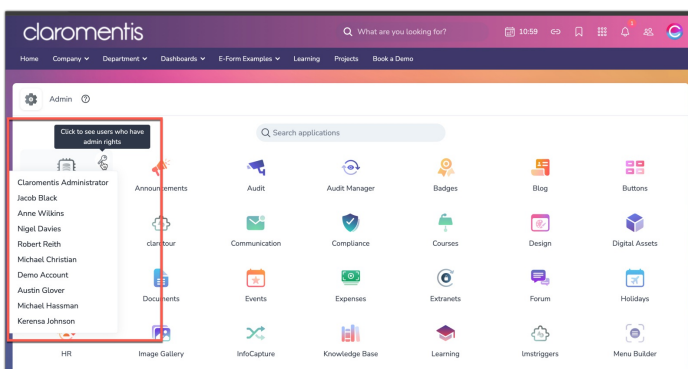 claromentis
What are you looking for?
10:59
1
Home
Company
Department
Dashboards
E-Form Examples
Learning
Projects
Book a Demo
Admin
Click to see users who have
admin rights
Search applications
Claromentis Administrator
Jacob Black
Anne Wilkins
Nigel Davies
Robert Reith
Michael Christian
Demo Account
Austin Glover
Michael Hassman
Kerensa Johnson
Announcements
Audit
Audit Manager
Badges
Blog
Buttons
clarotour
Communication
Compliance
Courses
Design
Digital Assets
Documents
Events
Expenses
Extranets
Forum
Holidays
HR
Image Gallery
InfoCapture
Knowledge Base
Learning
lmstriggers
Menu Builder